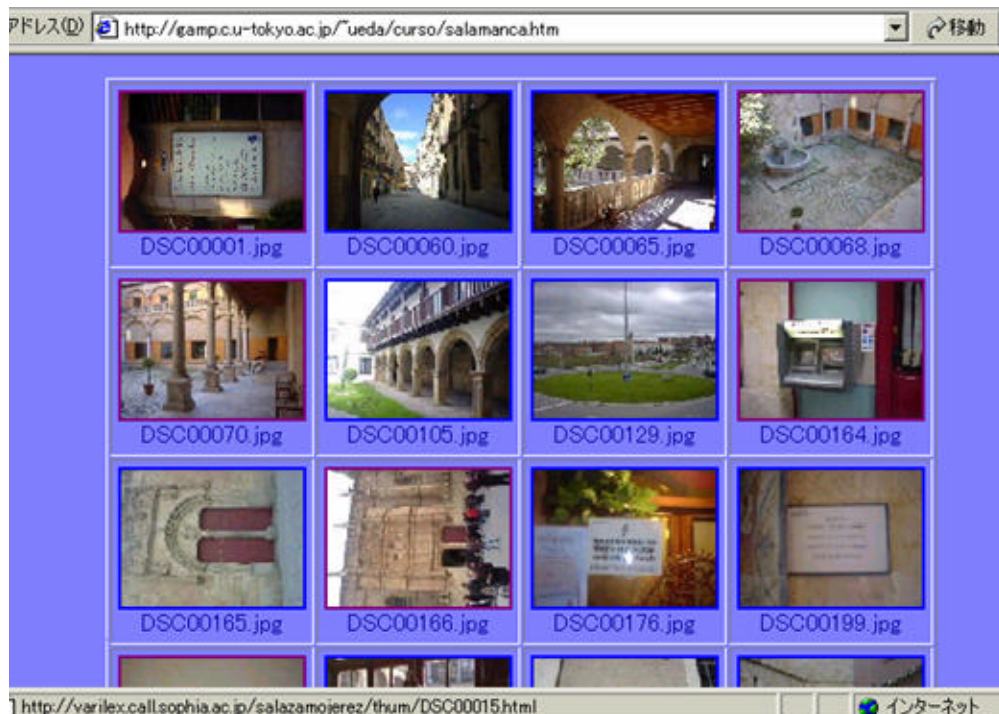 アドレス(D) http://gamp.c.u-tokyo.ac.jp/~ueda/curso/salamanca.htm 移動
DSC00001.jpg DSC00060.jpg DSC00065.jpg DSC00068.jpg
DSC00070.jpg DSC00105.jpg DSC00129.jpg DSC00164.jpg
DSC00165.jpg DSC00166.jpg DSC00176.jpg DSC00199.jpg
http://varilex.call.sophia.ac.jp/salazamojerez/thum/DSC00015.html インターネット